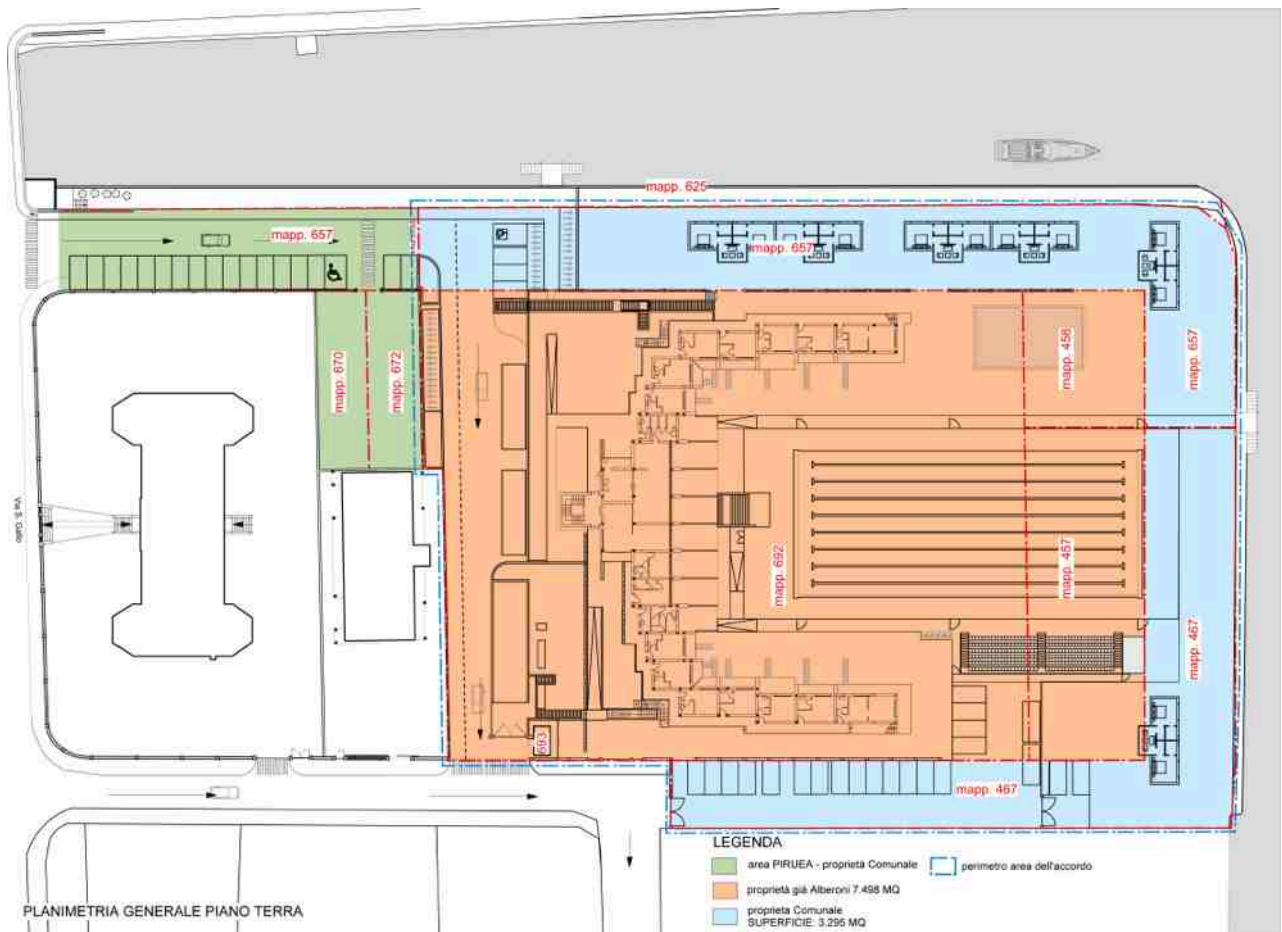 mapp. 625
mapp. 657
mapp. 657
mapp. 670
mapp. 672
mapp. 456
mapp. 657
Via S. Gallo
mapp. 692
mapp. 457
mapp. 467
693
mapp. 467
LEGENDA
area PIRUEA - proprietà Comunale
perimetro area dell'accordo
proprietà già Alberoni 7.498 MQ
proprieta Comunale
SUPERFICIE: 3.295 MQ
PLANIMETRIA GENERALE PIANO TERRA